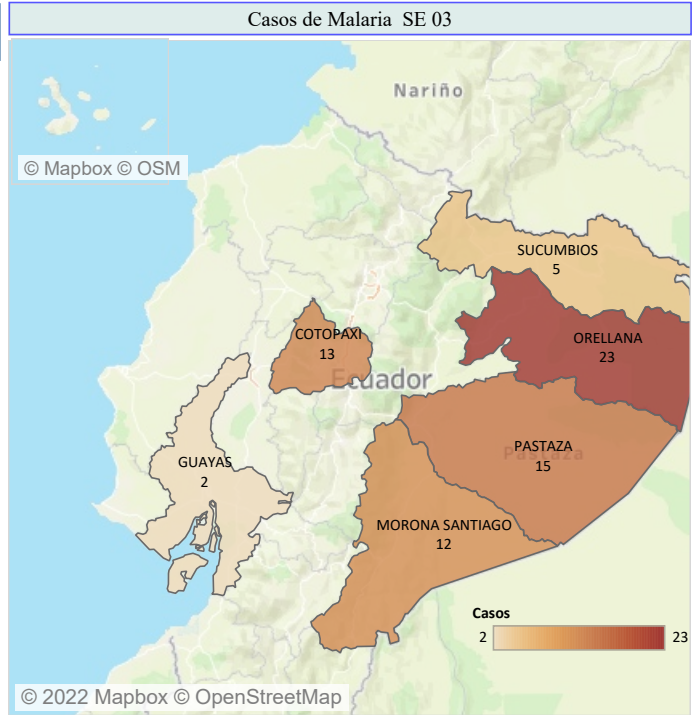 Casos de Malaria  SE 03
Nariño
© Mapbox © OSM
SUCUMBIOS
5
COTOPAXI
13
ORELLANA
23
Ecuador
PASTAZA
Pastaza
15
GUAYAS
2
MORONA SANTIAGO
12
Casos
2
23
© 2022 Mapbox © OpenStreetMap